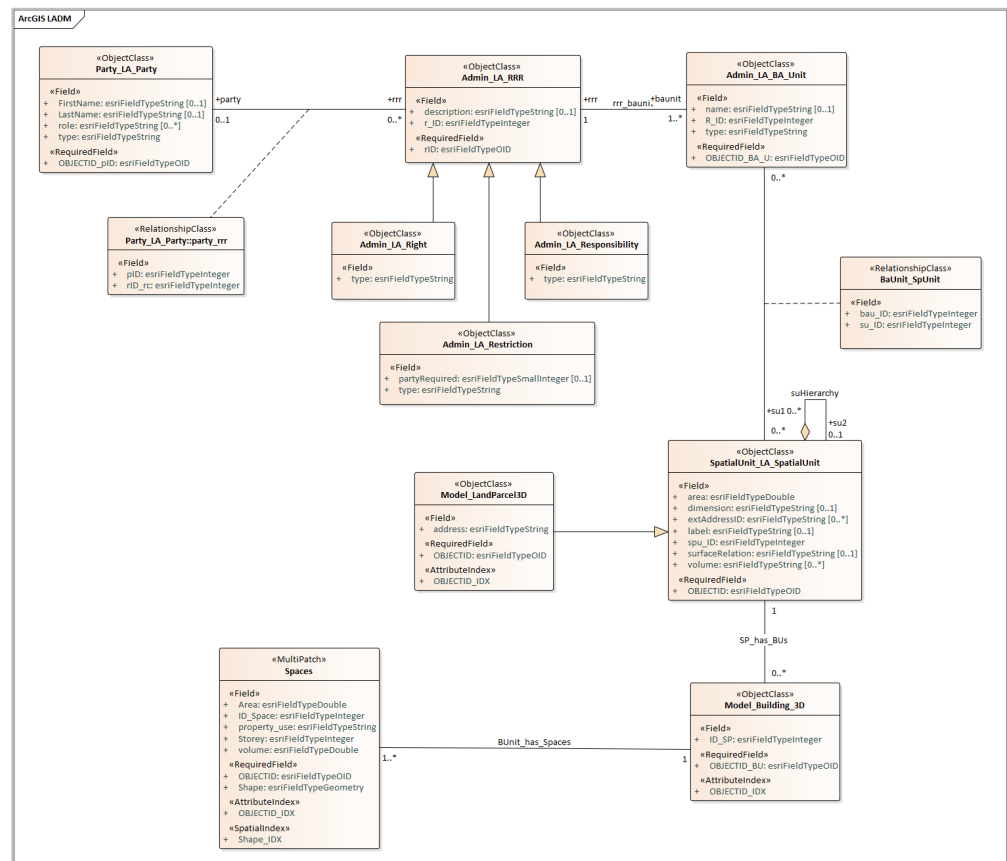 ArcGIS LADM
«ObjectClass»
Party_LA_Party
«Field»
+ FirstName: esriFieldTypeString [0..1]
+ LastName: esriFieldTypeString [0..1]
+ role: esriFieldTypeString [0..*]
+ type: esriFieldTypeString
«RequiredField»
+ OBJECTID_pID: esriFieldTypeOID
+party
0..1
+rrr
0..*
«ObjectClass»
Admin_LA_RRR
«Field»
+ description: esriFieldTypeString [0..1]
+ r_ID: esriFieldTypeInteger
«RequiredField»
+ rID: esriFieldTypeOID
+rrr
1
rrr_baunit
+baunit
1..*
«ObjectClass»
Admin_LA_BA_Unit
«Field»
+ name: esriFieldTypeString [0..1]
+ R_ID: esriFieldTypeInteger
+ type: esriFieldTypeString
«RequiredField»
+ OBJECTID_BA_U: esriFieldTypeOID
0..*
«RelationshipClass»
Party_LA_Party::party_rrr
«Field»
+ pID: esriFieldTypeInteger
+ rID_rc: esriFieldTypeInteger
«ObjectClass»
Admin_LA_Right
«Field»
+ type: esriFieldTypeString
«ObjectClass»
Admin_LA_Responsibility
«Field»
+ type: esriFieldTypeString
«RelationshipClass»
BaUnit_SpUnit
«Field»
+ bau_ID: esriFieldTypeInteger
+ su_ID: esriFieldTypeInteger
«ObjectClass»
Admin_LA_Restriction
«Field»
+ partyRequired: esriFieldTypeSmallInteger [0..1]
+ type: esriFieldTypeString
suHierarchy
+su1 0..*
0..*
+su2
0..1
«ObjectClass»
SpatialUnit_LA_SpatialUnit
«Field»
+ area: esriFieldTypeDouble
+ dimension: esriFieldTypeString [0..1]
+ extAddressID: esriFieldTypeString [0..*]
+ label: esriFieldTypeString [0..1]
+ spu_ID: esriFieldTypeInteger
+ surfaceRelation: esriFieldTypeString [0..1]
+ volume: esriFieldTypeString [0..*]
«RequiredField»
+ OBJECTID: esriFieldTypeOID
«ObjectClass»
Model_LandParcel3D
«Field»
+ address: esriFieldTypeString
«RequiredField»
+ OBJECTID: esriFieldTypeOID
«AttributeIndex»
+ OBJECTID_IDX
1
SP_has_BUs
0..*
«MultiPatch»
Spaces
«Field»
+ Area: esriFieldTypeDouble
+ ID_Space: esriFieldTypeInteger
+ property_use: esriFieldTypeString
+ Storey: esriFieldTypeInteger
+ volume: esriFieldTypeDouble
«RequiredField»
+ OBJECTID: esriFieldTypeOID
+ Shape: esriFieldTypeGeometry
«AttributeIndex»
+ OBJECTID_IDX
«SpatialIndex»
+ Shape_IDX
1..*
BUnit_has_Spaces
1
«ObjectClass»
Model_Building_3D
«Field»
+ ID_SP: esriFieldTypeInteger
«RequiredField»
+ OBJECTID_BU: esriFieldTypeOID
«AttributeIndex»
+ OBJECTID_IDX